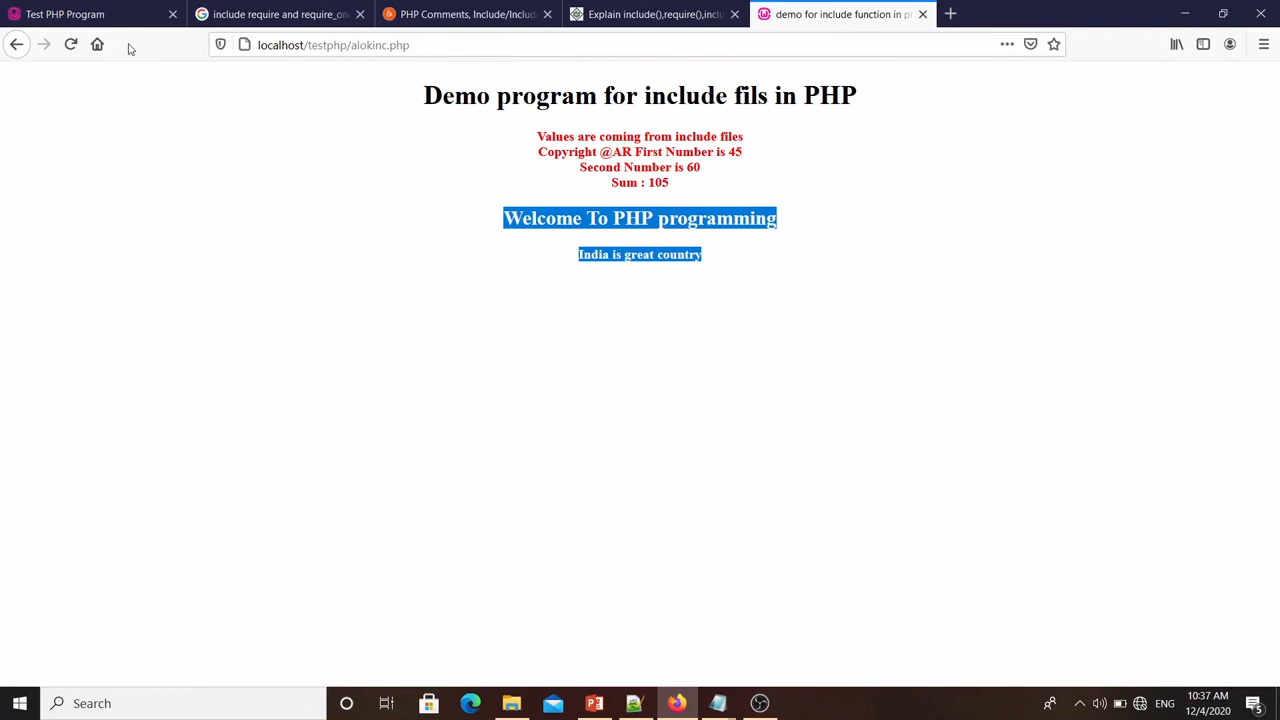 Test PHP Program
include require and require_on
PHP Comments, Include/Include
Explain include(),require(),inclu
demo for include function in p
localhost/testphp/alokinc.php
Demo program for include fils in PHP
Values are coming from include files
Copyright @AR First Number is 45
Second Number is 60
Sum : 105
Welcome To PHP programming
India is great country
Search
ENG
10:37 AM
12/4/2020
5